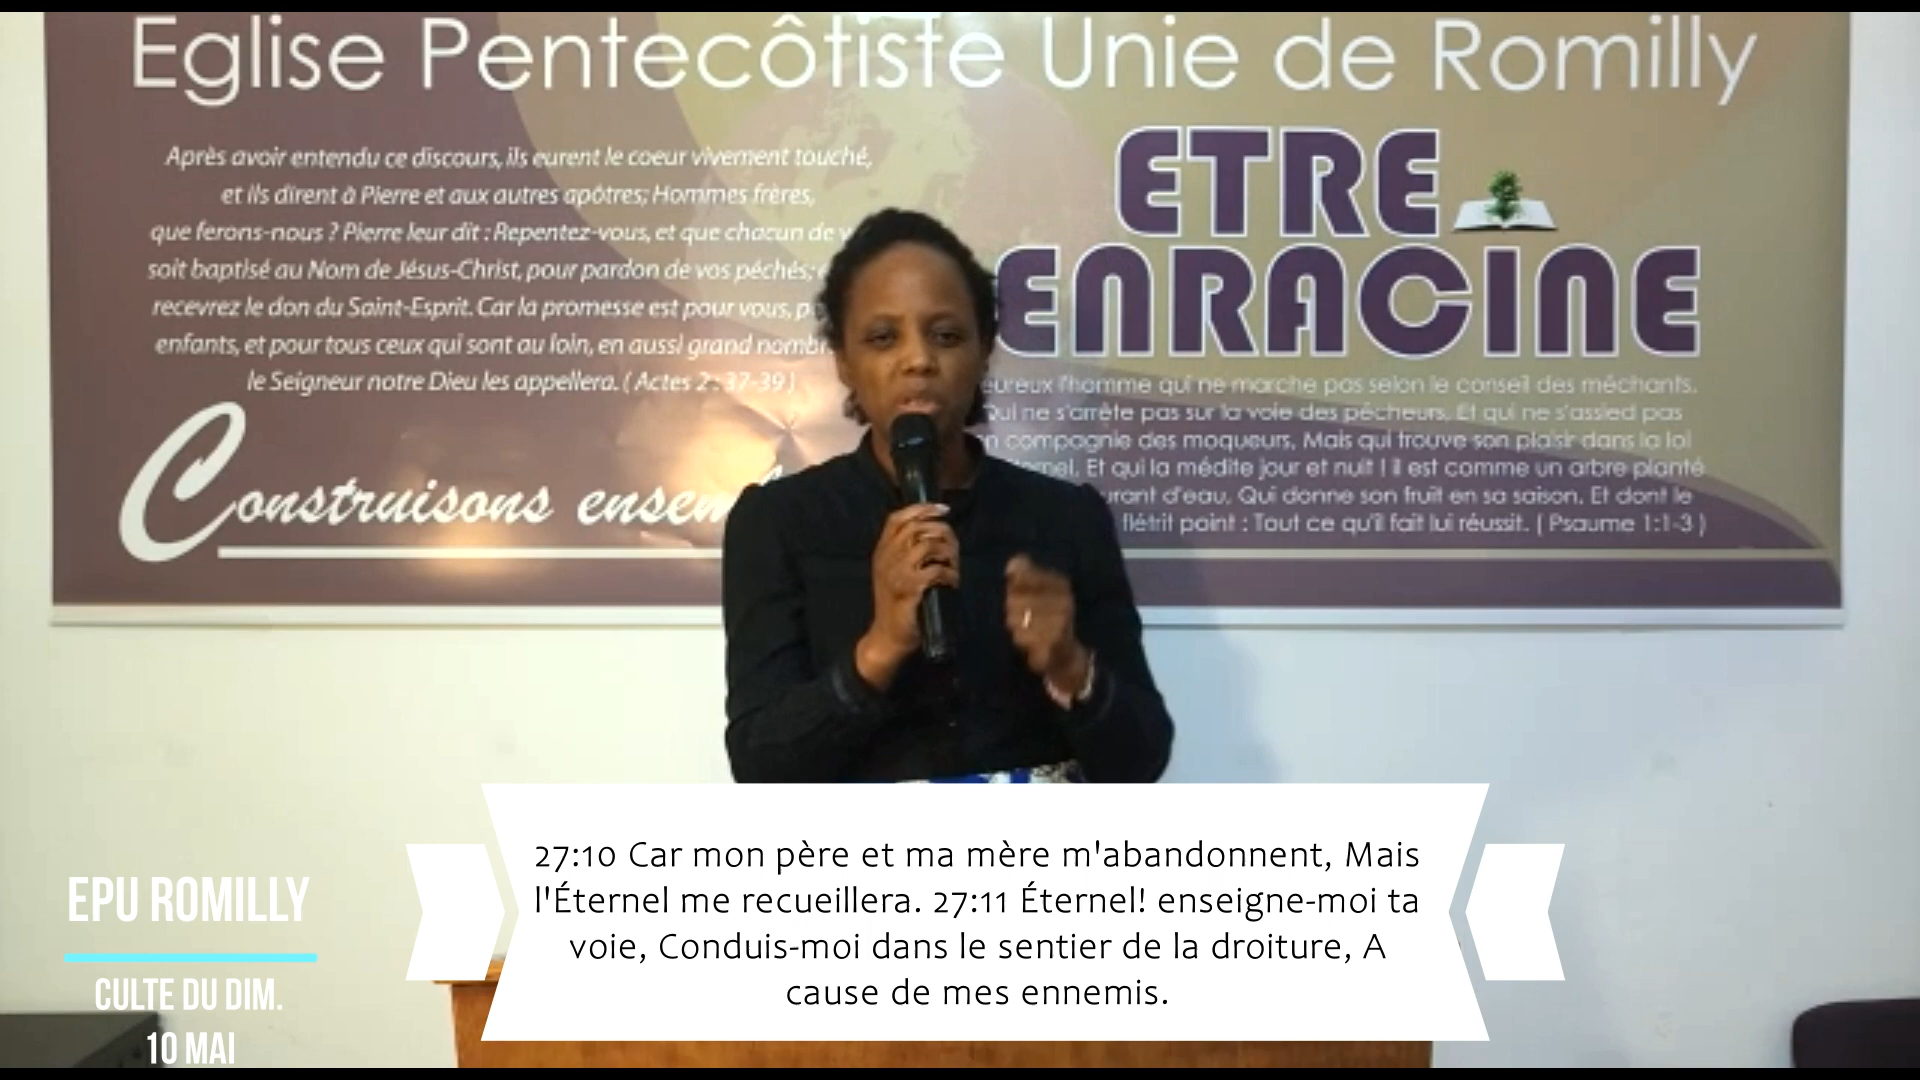 Eglise Pentecôtiste Unie de Romilly
Après avoir entendu ce discours, ils eurent le coeur vivement touché,
et ils dirent à Pierre et aux autres apôtres; Hommes frères,
que ferons-nous ? Pierre leur dit : Repentez-vous, et que chacun de
soit baptisé au Nom de Jésus-Christ, pour pardon de vos péchés;
recevrez le don du Saint-Esprit. Car la promesse est pour vous,
enfants, et pour tous ceux qui sont au loin, en aussi grand
le Seigneur notre Dieu les appellera. ( Actes 2 : 37-39 )
Construisons
ETRE
ENRACINE
l'homme qui ne marche pas selon le conseil des méchants.
Qui ne s'arrête pas sur la voie des pécheurs, Et qui ne s'assied pas
compagnie des moqueurs, Mais qui trouve son plaisir dans la loi
Et qui la médite jour et nuit ! Il est comme un arbre planté
d'eau, Qui donne son fruit en sa saison, Et dont le
flétrit point : Tout ce qu'il fait lui réussit. ( Psaume 1:1-3 )
27:10 Car mon père et ma mère m'abandonnent, Mais
l'Éternel me recueillera. 27:11 Éternel! enseigne-moi ta
voie, Conduis-moi dans le sentier de la droiture, A
cause de mes ennemis.
EPU ROMILLY
CULTE DU DIM.
10 MAI